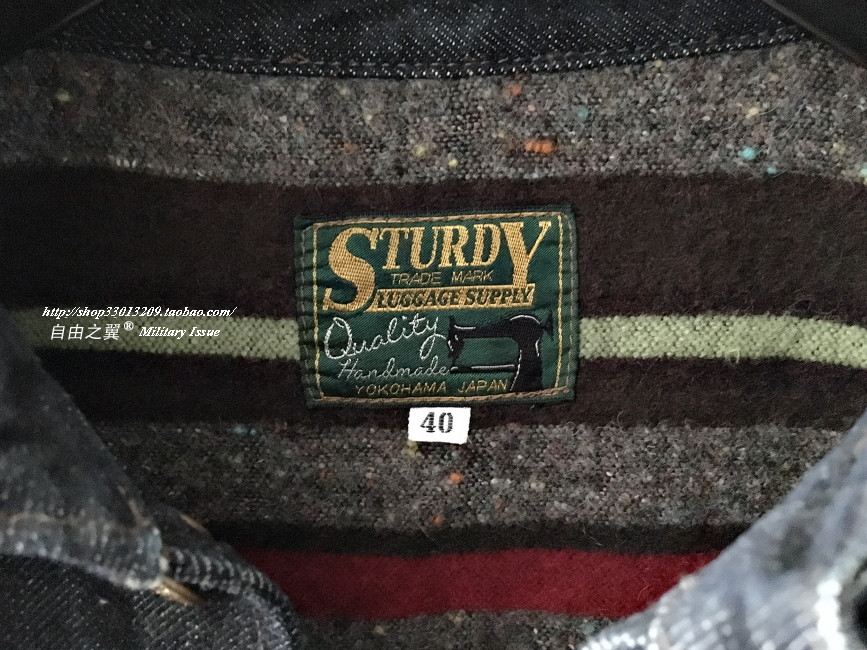 STURDY
TRADE MARK
LUGGAGE SUPPLY
Quality
Handmade
YOKOHAMA JAPAN
40
http://shop33013209.taobao.com/
自由之翼® Military Issue